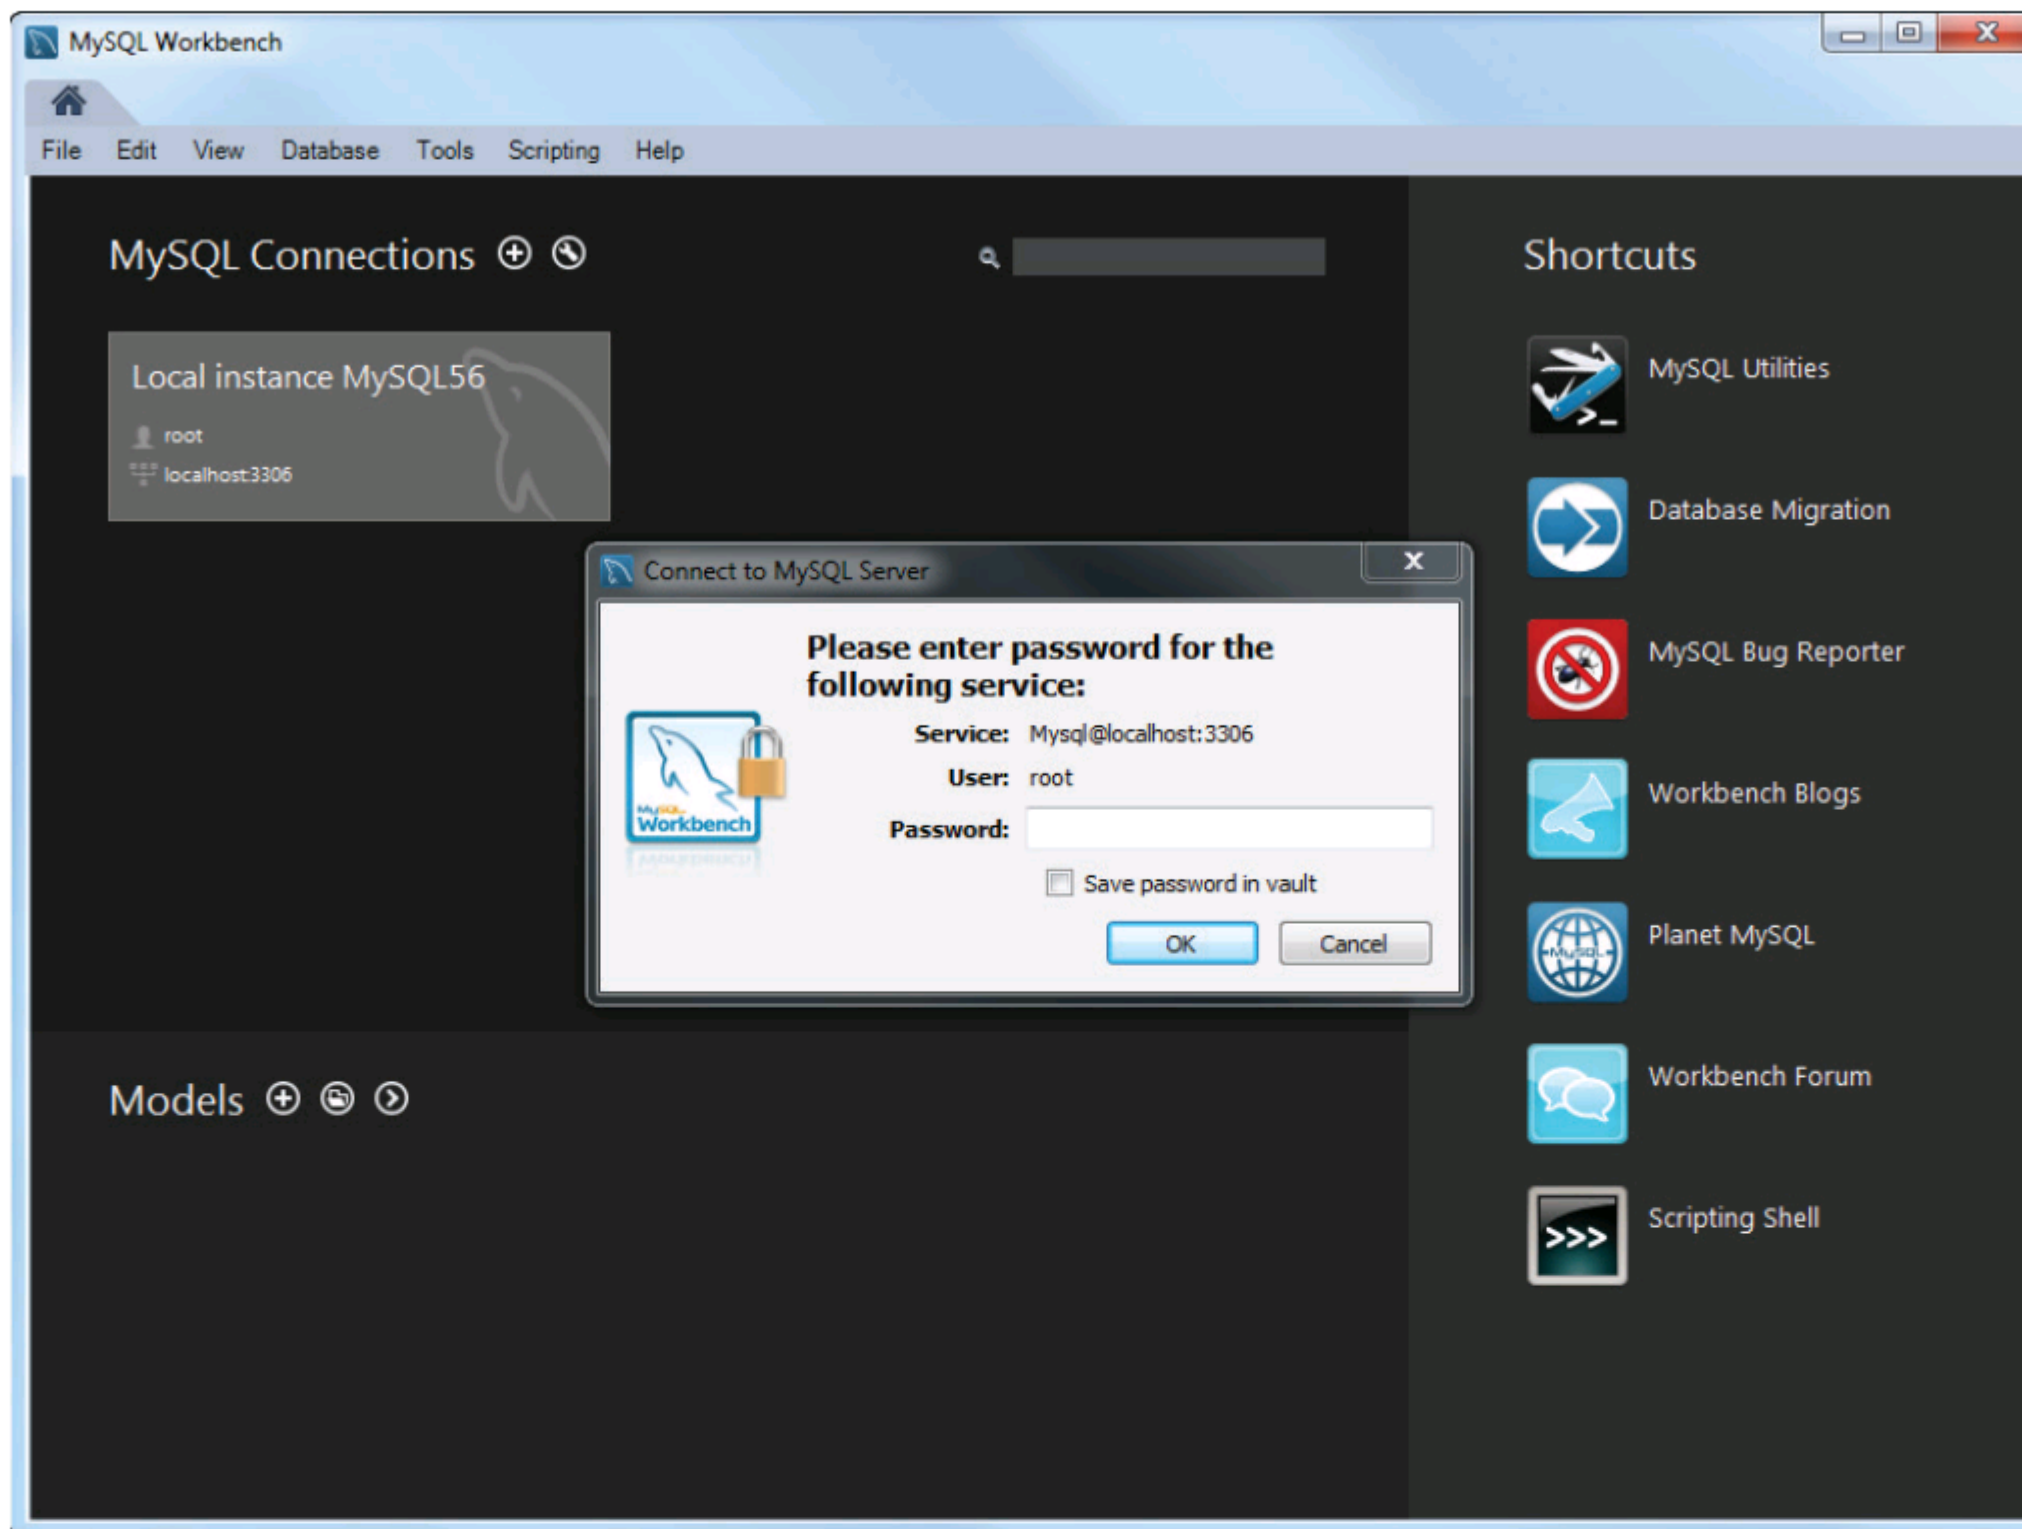 MySQL Workbench
File Edit View Database Tools Scripting Help
MySQL Connections
Local instance MySQL56
root
localhost:3306
Connect to MySQL Server
Please enter password for the
following service:
Service: Mysql@localhost:3306
User: root
Password:
Save password in vault
OK Cancel
MySQL
Workbench
Models
Shortcuts
>_
MySQL Utilities
Database Migration
MySQL Bug Reporter
Workbench Blogs
MySQL
Planet MySQL
Workbench Forum
>>>
Scripting Shell